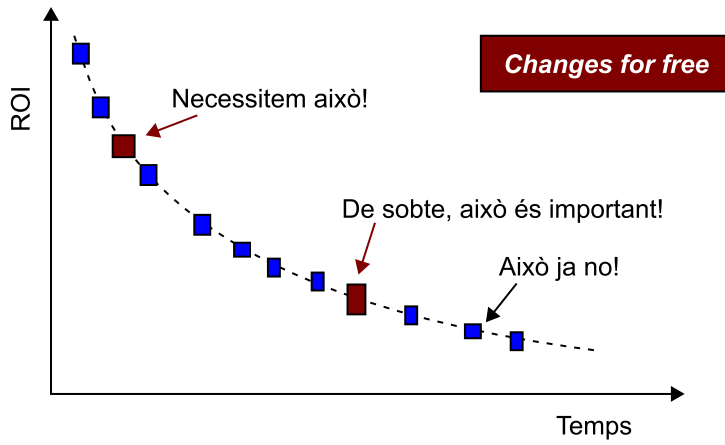 Changes for free
ROI
Necessitem això!
De sobte, això és important!
Això ja no!
Temps